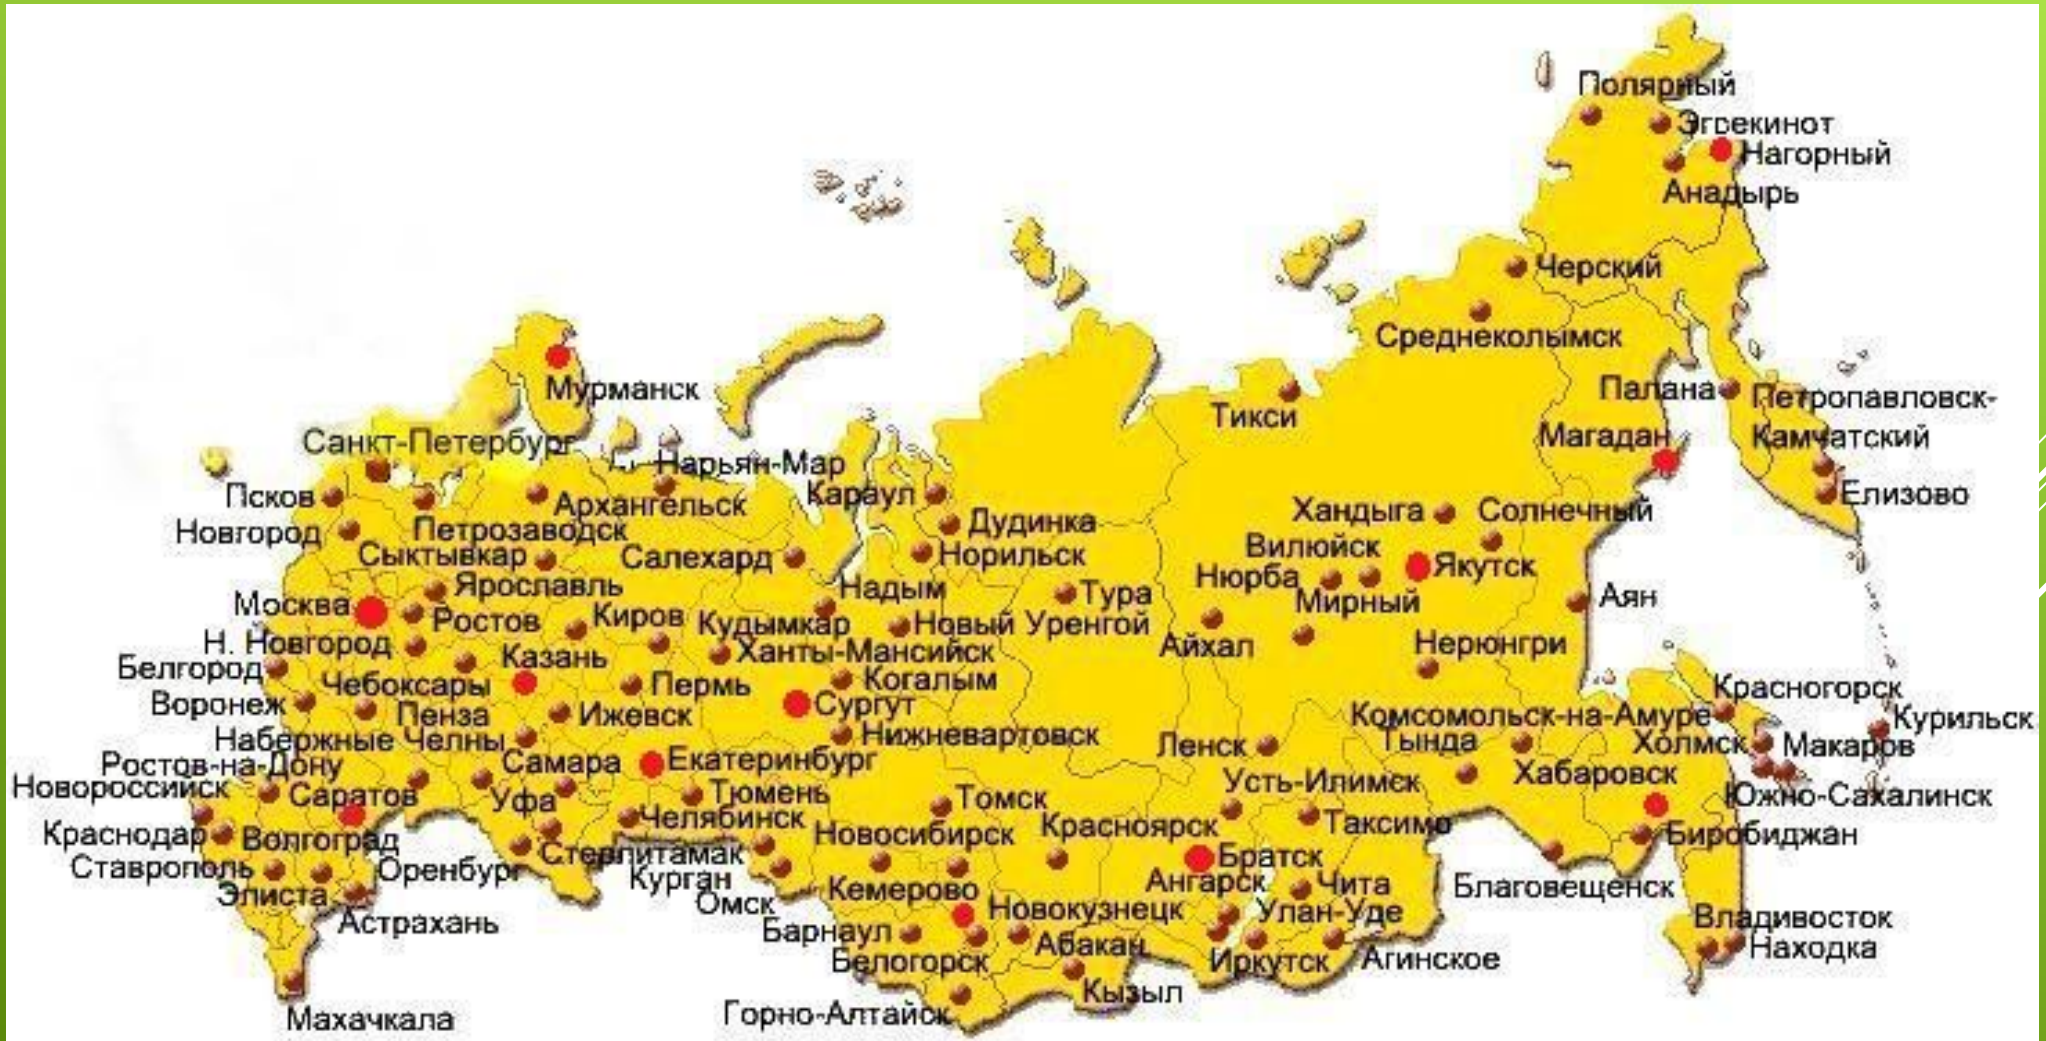 Полярный
Эгвекинот
Нагорный
Анадырь
Черский
Среднеколымск
Мурманск
Тикси
Палана
Петропавловск-
Камчатский
Магадан
Санкт-Петербург
Нарьян-Мар
Псков
Архангельск
Караул
Елизово
Хандыга
Солнечный
Новгород
Петрозаводск
Дудинка
Сыктывкар
Салехард
Норильск
Вилюйск
Якутск
Нюрба
Ярославль
Надым
Тура
Мирный
Аян
Москва
Ростов
Киров
Кудымкар
Новый Уренгой
Н. Новгород
Казань
Ханты-Мансийск
Айхал
Нерюнгри
Белгород
Чебоксары
Пермь
Когалым
Красногорск
Воронеж
Пенза
Ижевск
Сургут
Комсомольск-на-Амуре
Курильск
Набержные Челны
Нижневартовск
Ленск
Тында
Холмск
Макаров
Ростов-на-Дону
Самара
Екатеринбург
Усть-Илимск
Хабаровск
Новороссийск
Саратов
Уфа
Тюмень
Томск
Южно-Сахалинск
Челябинск
Красноярск
Таксимо
Краснодар
Волгоград
Новосибирск
Биробиджан
Стерлитамак
Братск
Ставрополь
Оренбург
Курган
Кемерово
Ангарск
Чита
Благовещенск
Элиста
Омск
Новокузнецк
Улан-Уде
Владивосток
Астрахань
Барнаул
Абакан
Находка
Белогорск
Иркутск
Агинское
Кызыл
Махачкала
Горно-Алтайск